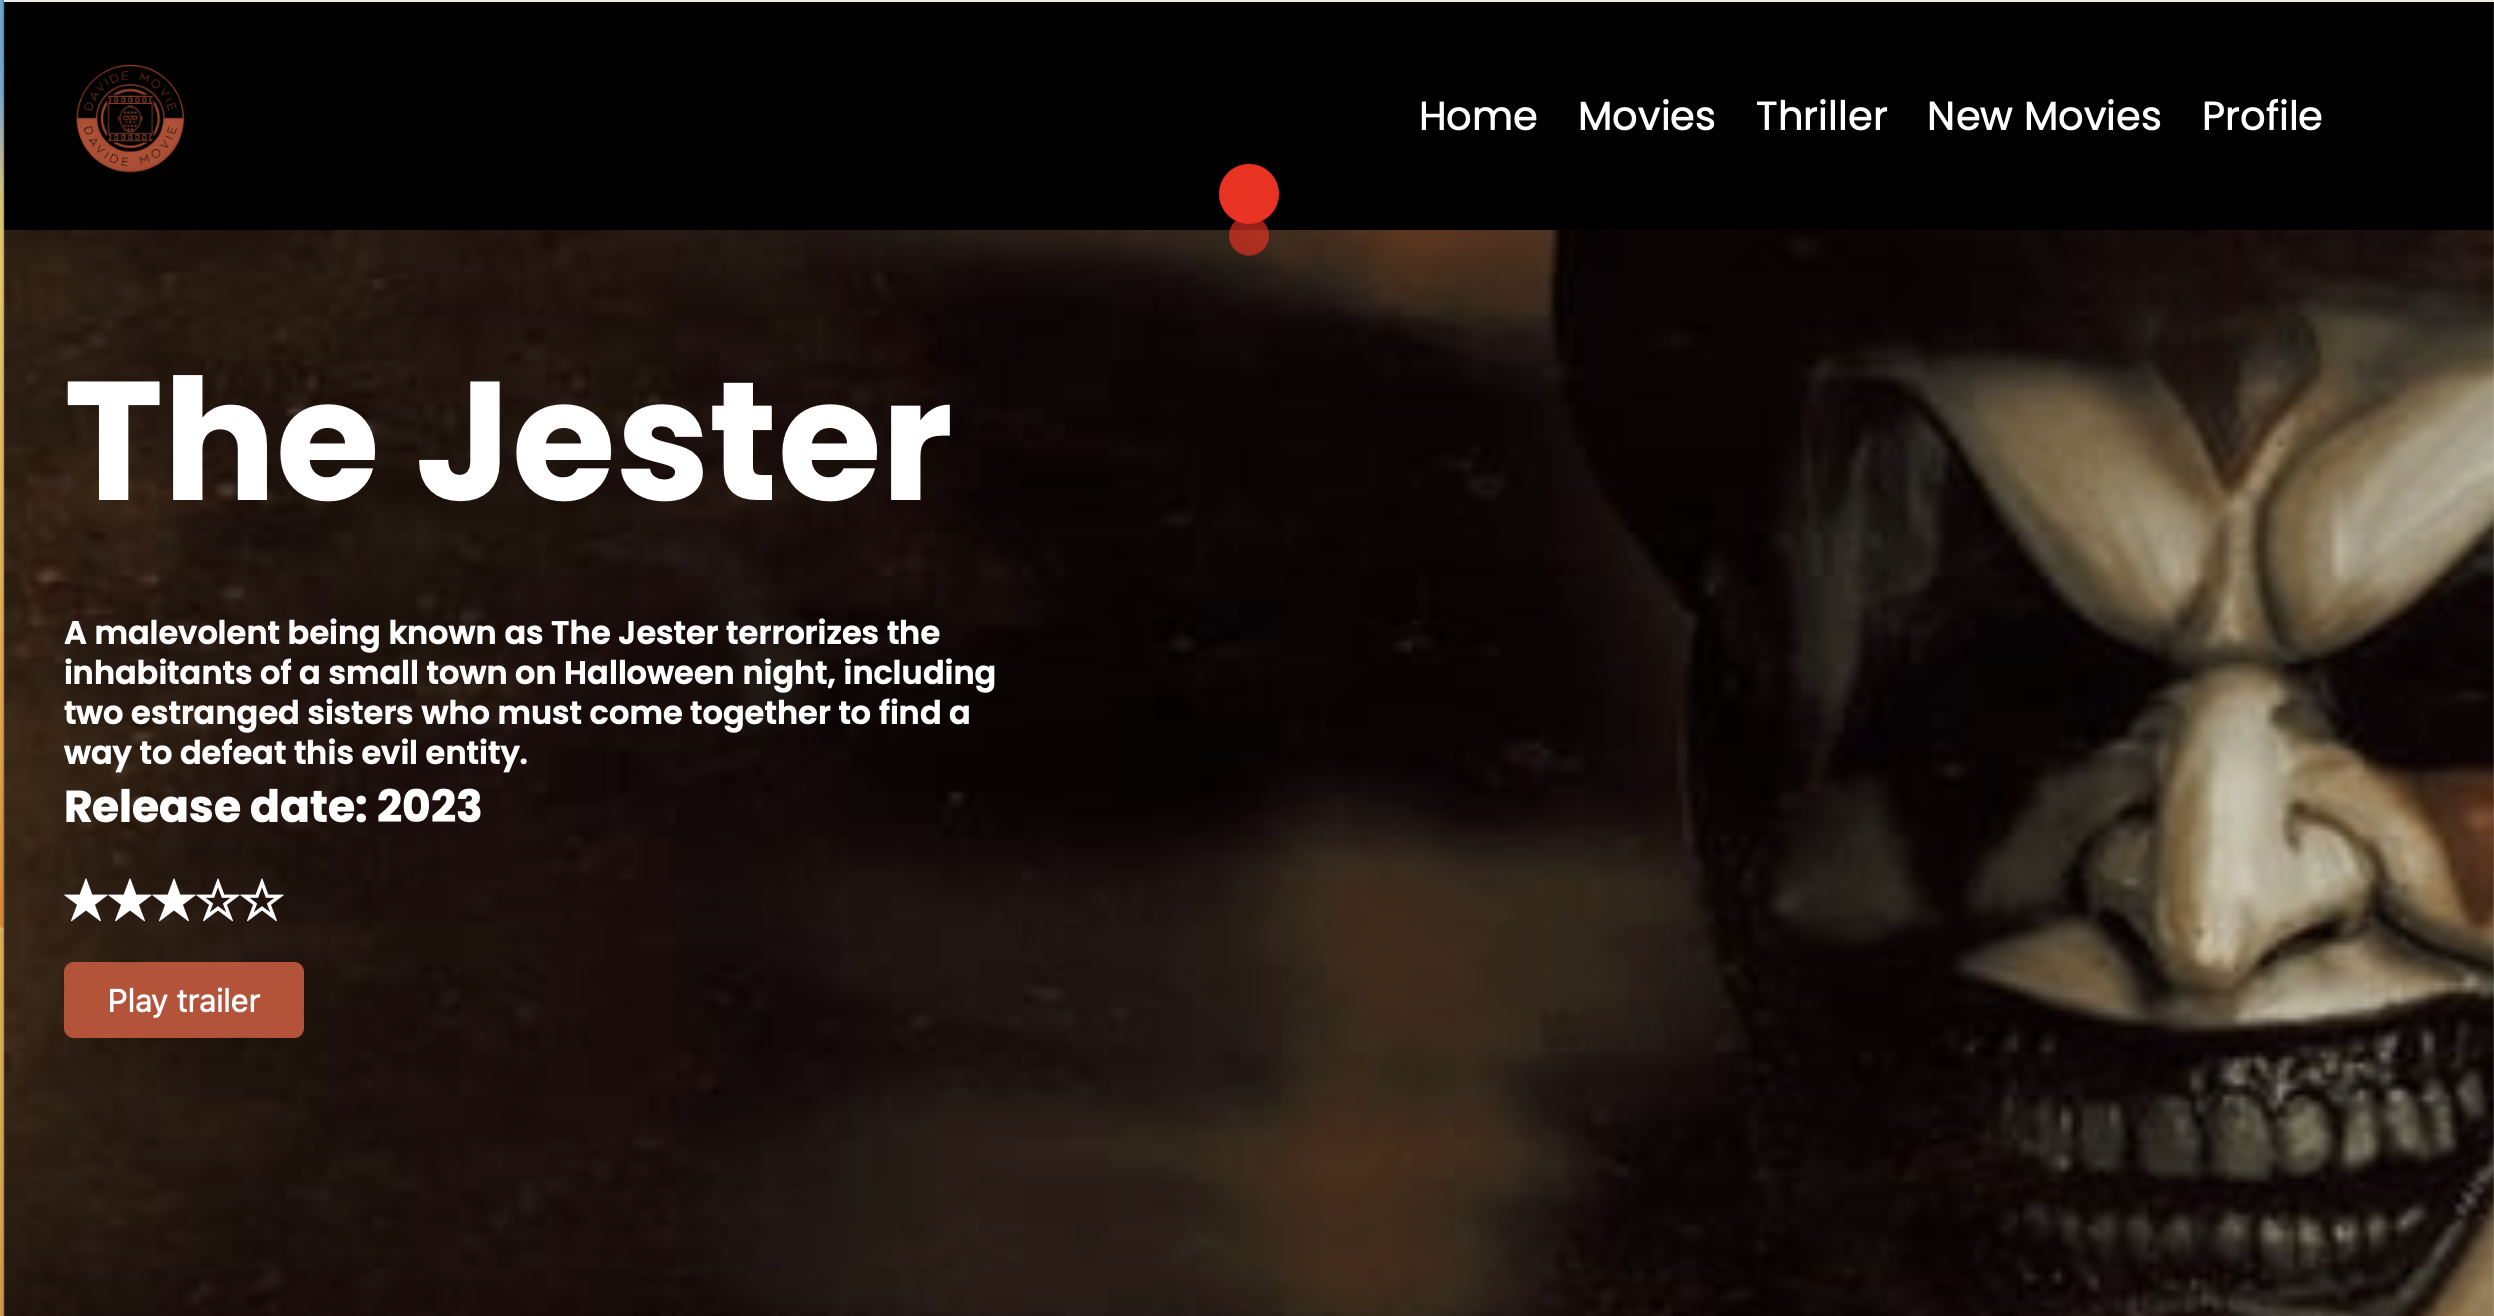 DAVIDE MOVIE
DAVIDE MOVIE
Home Movies Thriller New Movies Profile
The Jester
A malevolent being known as The Jester terrorizes the
inhabitants of a small town on Halloween night, including
two estranged sisters who must come together to find a
way to defeat this evil entity.
Release date: 2023
★★★☆☆
Play trailer